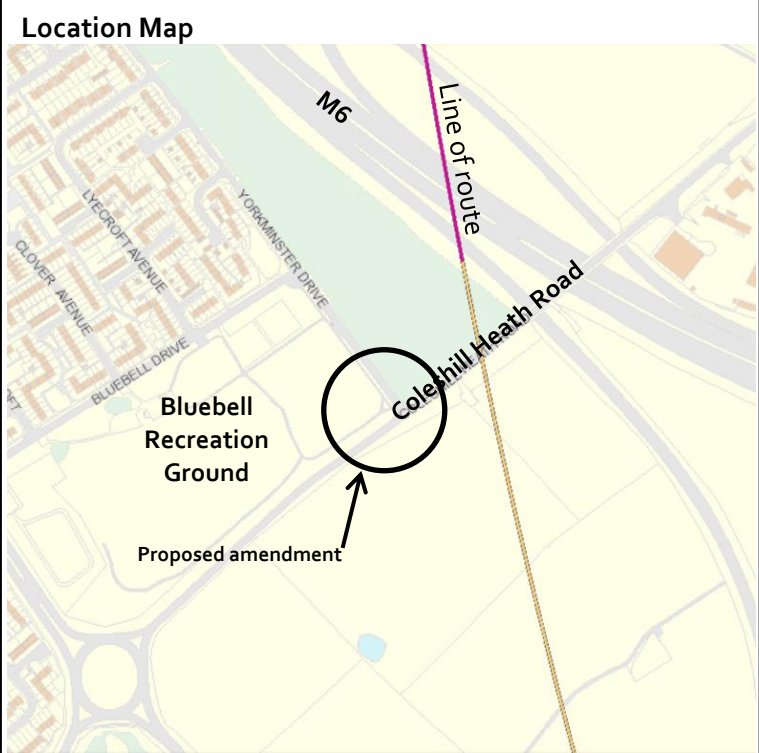 Location Map
M6
Line of route
YORKMINSTER DRIVE
LYECROFT AVENUE
CLOVER AVENUE
Coleshill Heath Road
BLUEBELL DRIVE
Bluebell
Recreation
Ground
Proposed amendment